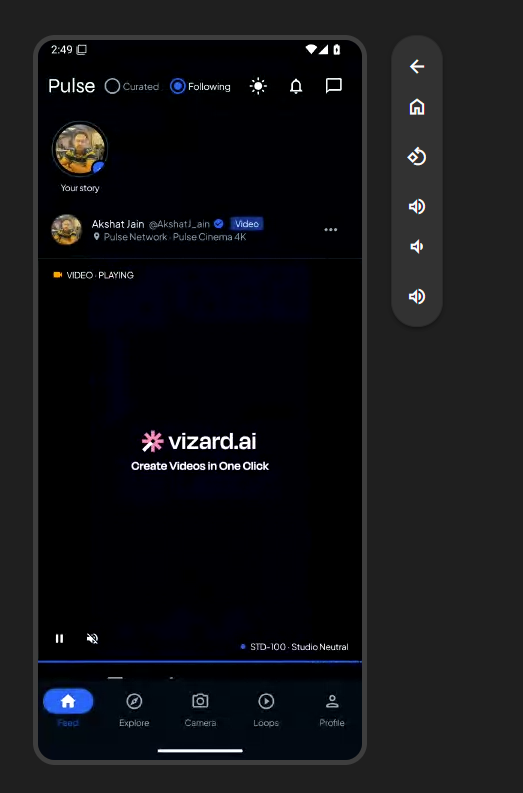 2:49
Pulse Curated Following
Your story
Akshat Jain @AkshatJ_ain Video
Pulse Network · Pulse Cinema 4K
VIDEO · PLAYING
vizard.ai
Create Videos in One Click
STD-100 · Studio Neutral
Feed Explore Camera Loops Profile